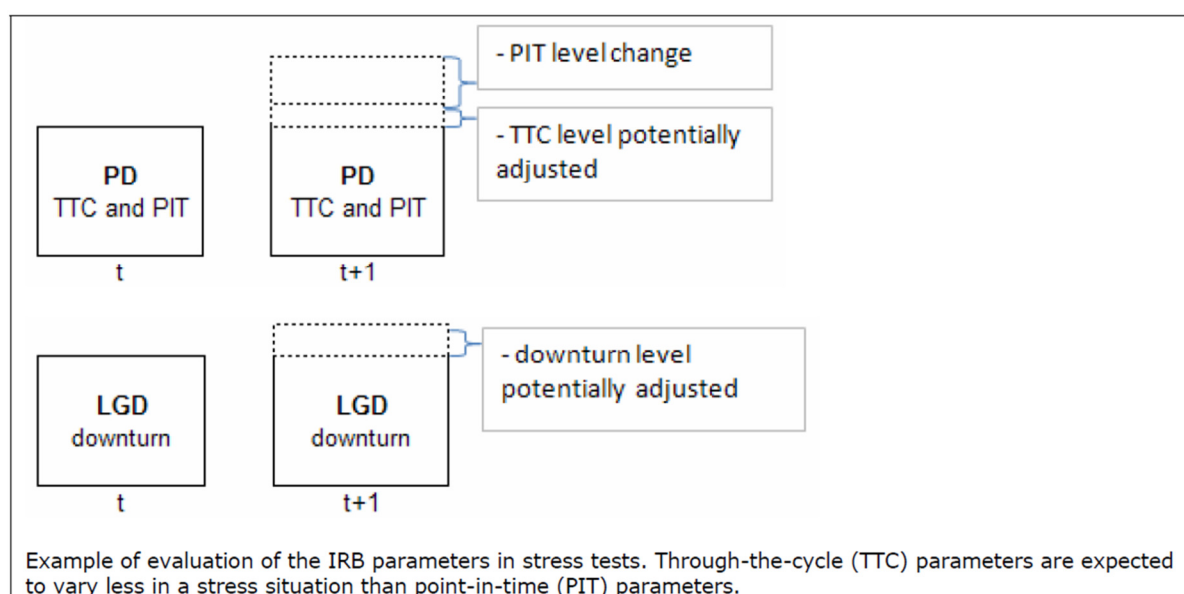 - PIT level change
- TTC level potentially
adjusted
PD
TTC and PIT
t
PD
TTC and PIT
t+1
- downturn level
potentially adjusted
LGD
downturn
t
LGD
downturn
t+1
Example of evaluation of the IRB parameters in stress tests. Through-the-cycle (TTC) parameters are expected
to vary less in a stress situation than point-in-time (PIT) parameters.